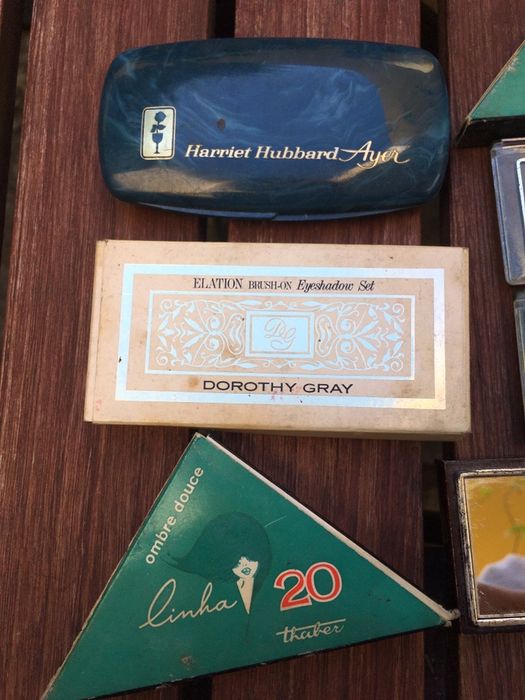 Harriet Hubbard Ayer
ELATION BRUSH-ON Eyeshadow Set
DG
DOROTHY GRAY
ombre douce
linha 20
thaber